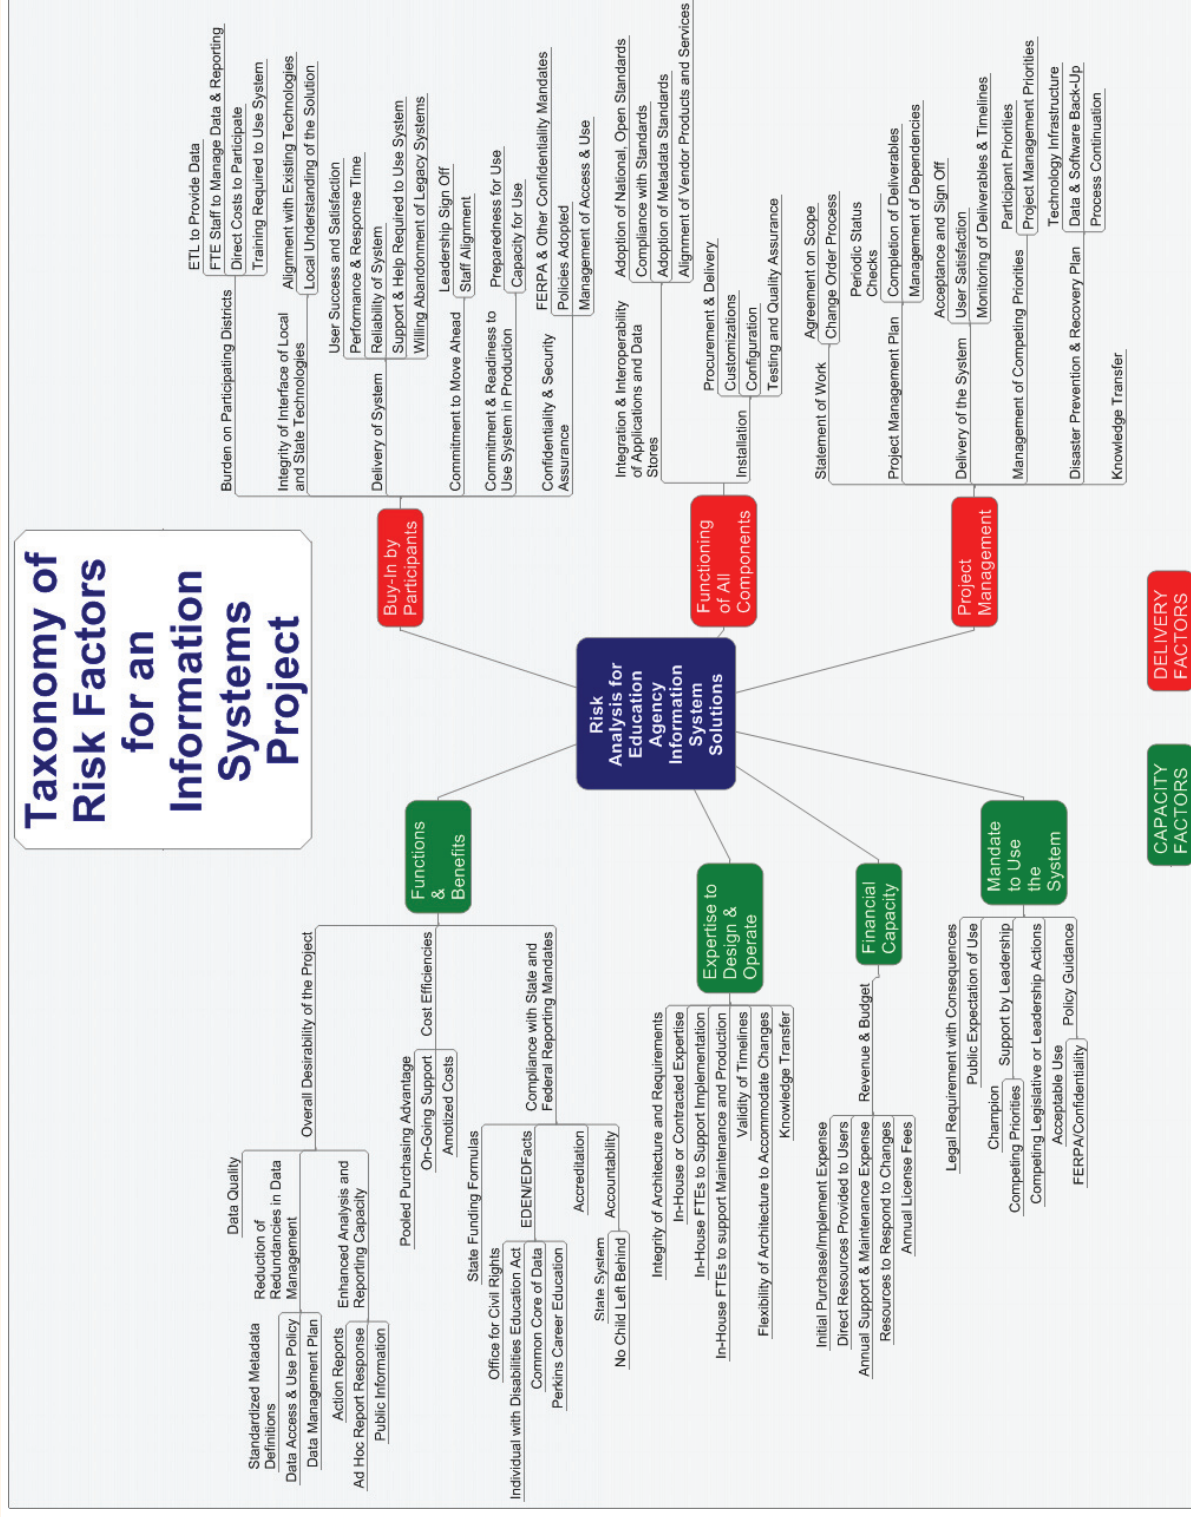 Taxonomy of
Risk Factors
for an
Information
Systems
Project
Risk
Analysis for
Education
Agency
Information
System
Solutions
Functions
&
Benefits
Overall Desirability of the Project
Data Quality
Reduction of
Redundancies in Data
Management
Standardized Metadata
Definitions
Data Access & Use Policy
Data Management Plan
Enhanced Analysis and
Reporting Capacity
Action Reports
Ad Hoc Report Response
Public Information
Cost Efficiencies
Pooled Purchasing Advantage
On-Going Support
Amotized Costs
Compliance with State and
Federal Reporting Mandates
State Funding Formulas
EDEN/EDFacts
Office for Civil Rights
Individual with Disabilities Education Act
Common Core of Data
Perkins Career Education
Accreditation
Accountability
State System
No Child Left Behind
Expertise to
Design &
Operate
Integrity of Architecture and Requirements
In-House or Contracted Expertise
In-House FTEs to Support Implementation
In-House FTEs to support Maintenance and Production
Validity of Timelines
Flexibility of Architecture to Accommodate Changes
Knowledge Transfer
Financial
Capacity
Revenue & Budget
Initial Purchase/Implement Expense
Direct Resources Provided to Users
Annual Support & Maintenance Expense
Resources to Respond to Changes
Annual License Fees
Mandate
to Use
the
System
Legal Requirement with Consequences
Public Expectation of Use
Support by Leadership
Champion
Competing Priorities
Competing Legislative or Leadership Actions
Policy Guidance
Acceptable Use
FERPA/Confidentiality
Buy-In by
Participants
Burden on Participating Districts
ETL to Provide Data
FTE Staff to Manage Data & Reporting
Direct Costs to Participate
Training Required to Use System
Integrity of Interface of Local
and State Technologies
Alignment with Existing Technologies
Local Understanding of the Solution
Delivery of System
User Success and Satisfaction
Performance & Response Time
Reliability of System
Support & Help Required to Use System
Willing Abandonment of Legacy Systems
Commitment to Move Ahead
Leadership Sign Off
Staff Alignment
Commitment & Readiness to
Use System in Production
Preparedness for Use
Capacity for Use
Confidentiality & Security
Assurance
FERPA & Other Confidentiality Mandates
Policies Adopted
Management of Access & Use
Functioning
of All
Components
Integration & Interoperability
of Applications and Data
Stores
Adoption of National, Open Standards
Compliance with Standards
Adoption of Metadata Standards
Alignment of Vendor Products and Services
Installation
Procurement & Delivery
Customizations
Configuration
Testing and Quality Assurance
Project
Management
Statement of Work
Agreement on Scope
Change Order Process
Project Management Plan
Periodic Status
Checks
Completion of Deliverables
Management of Dependencies
Delivery of the System
Acceptance and Sign Off
User Satisfaction
Monitoring of Deliverables & Timelines
Management of Competing Priorities
Participant Priorities
Project Management Priorities
Disaster Prevention & Recovery Plan
Technology Infrastructure
Data & Software Back-Up
Process Continuation
Knowledge Transfer
CAPACITY
FACTORS
DELIVERY
FACTORS